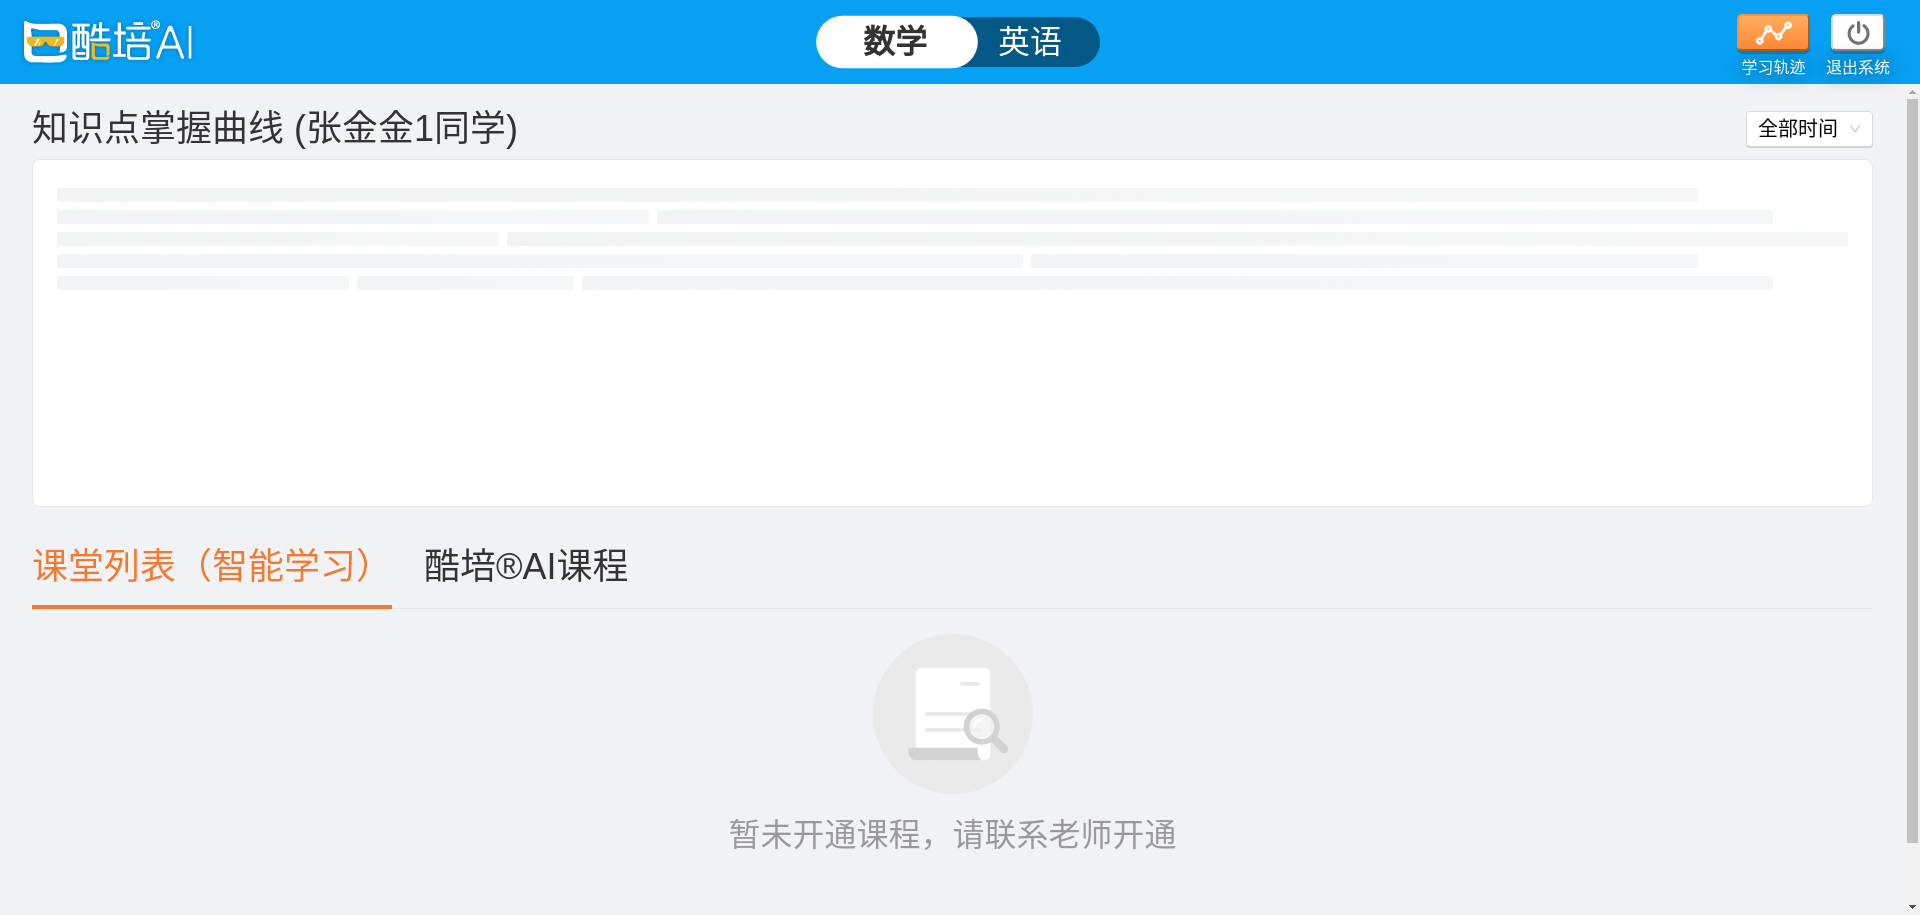 酷培®AI
数学
英语
学习轨迹
退出系统
知识点掌握曲线 (张金金1同学)
全部时间
课堂列表（智能学习）
酷培®AI课程
暂未开通课程，请联系老师开通